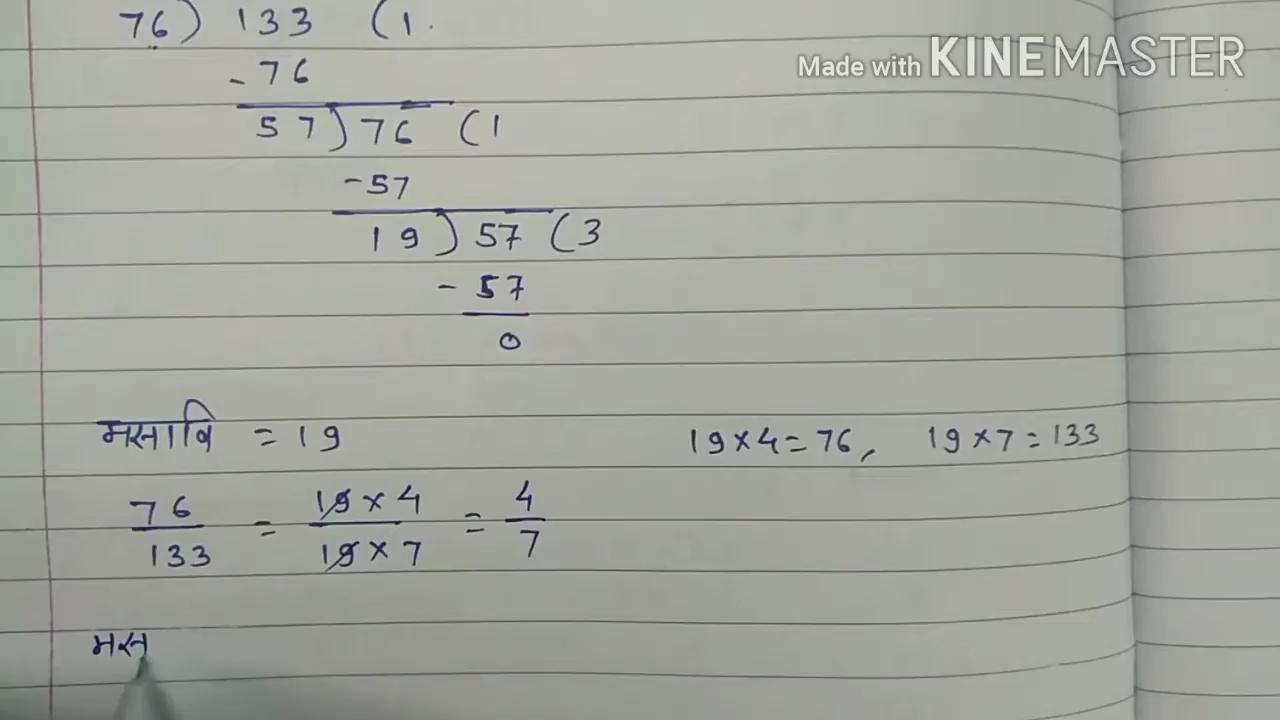 76) 133 (1.
Made with KINEMASTER
- 76
57) 76 (1
- 57
19) 57 (3
- 57
0
मसावि = 19
19 × 4 = 76, 19 × 7 = 133
76/133 = 19 × 4/19 × 7 = 4/7
मस